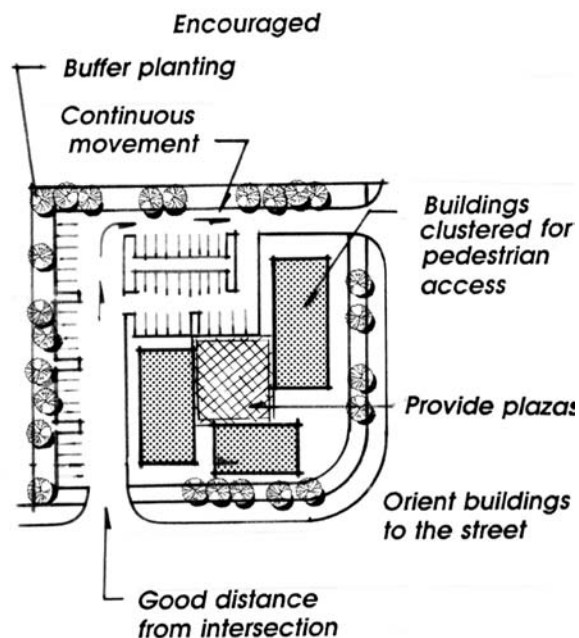 Encouraged
Buffer planting
Continuous
movement
Buildings
clustered for
pedestrian
access
Provide plazas
Orient buildings
to the street
Good distance
from intersection